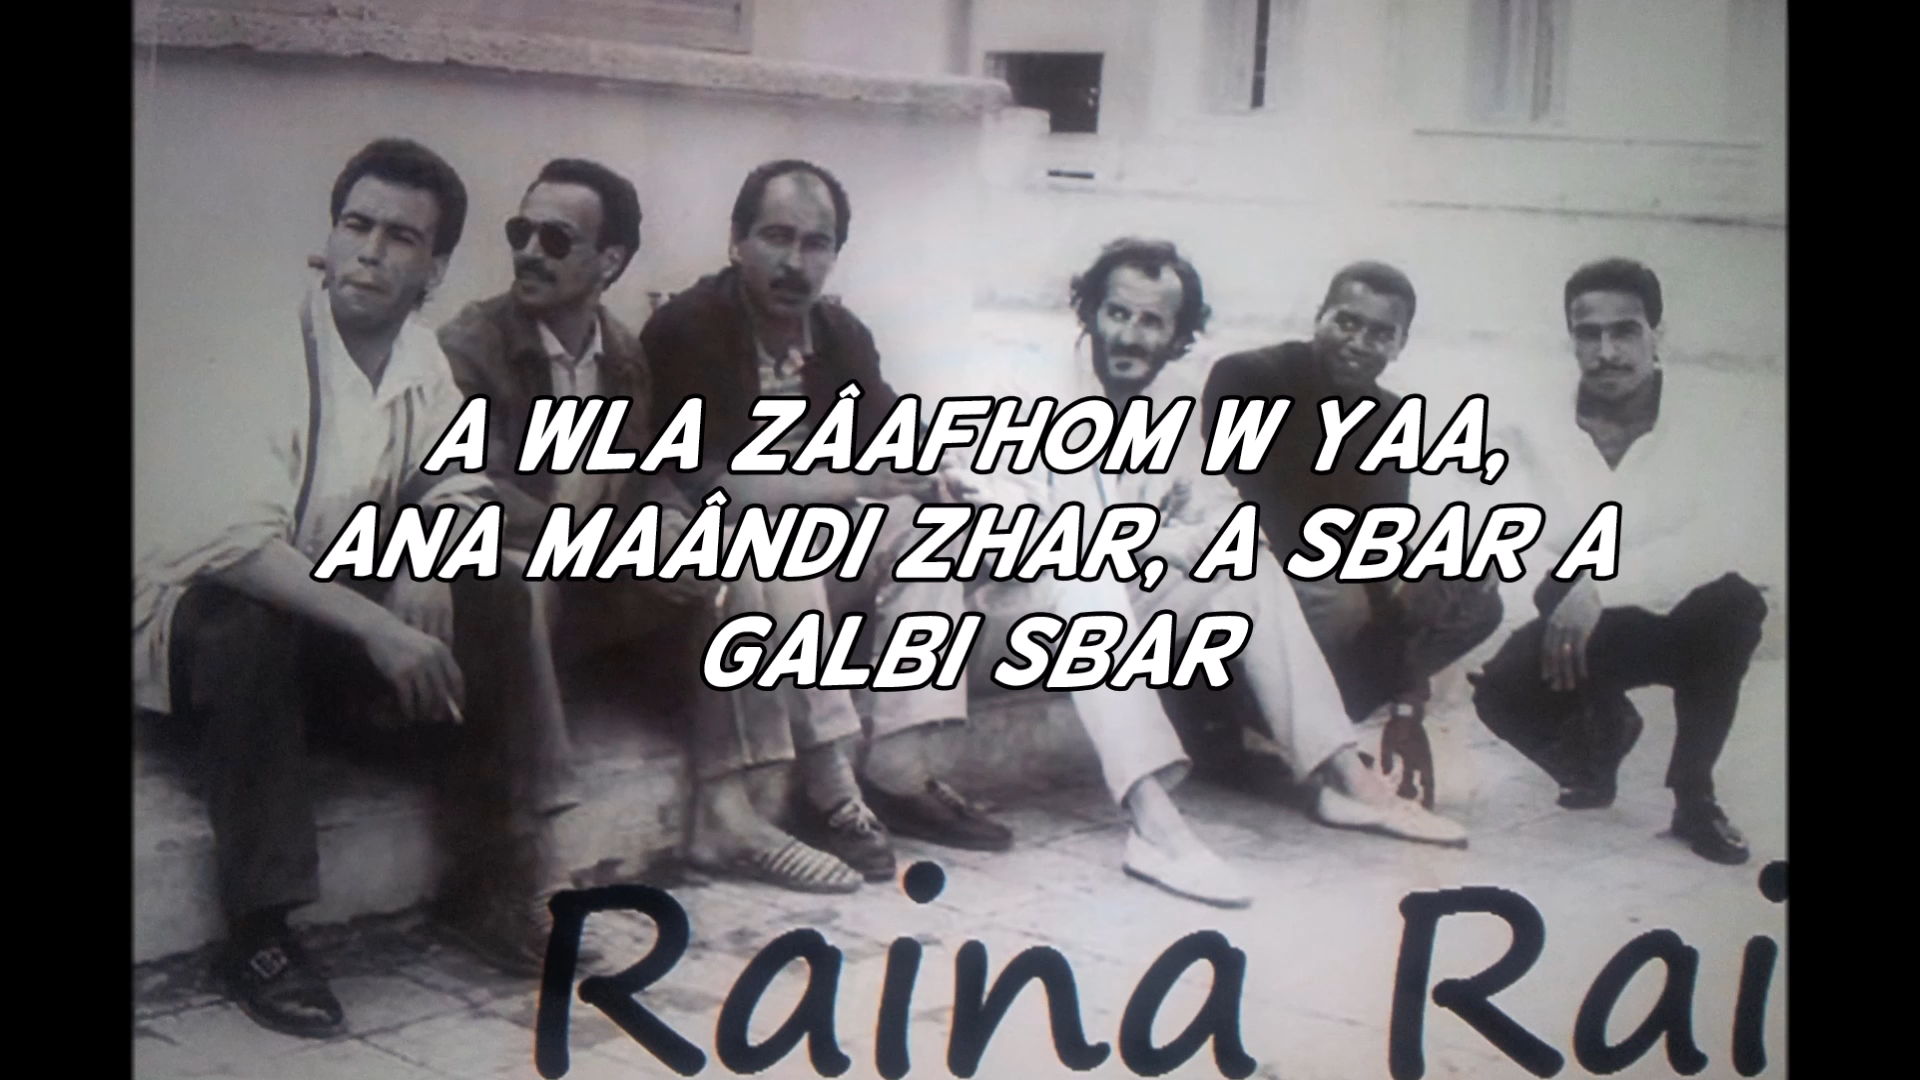 A WLA ZÂAFHOM W YAA,
ANA MAÂNDI ZHAR, A SBAR A
GALBI SBAR
Raina Rai